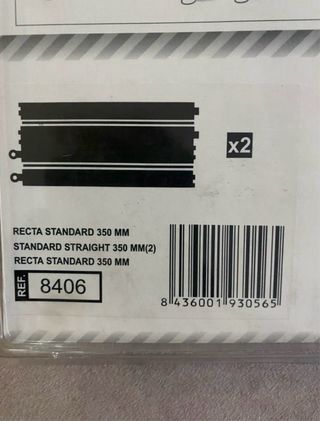 x2
RECTA STANDARD 350 MM
STANDARD STRAIGHT 350 MM(2)
RECTA STANDARD 350 MM
REF. 8406
8 436001 930565